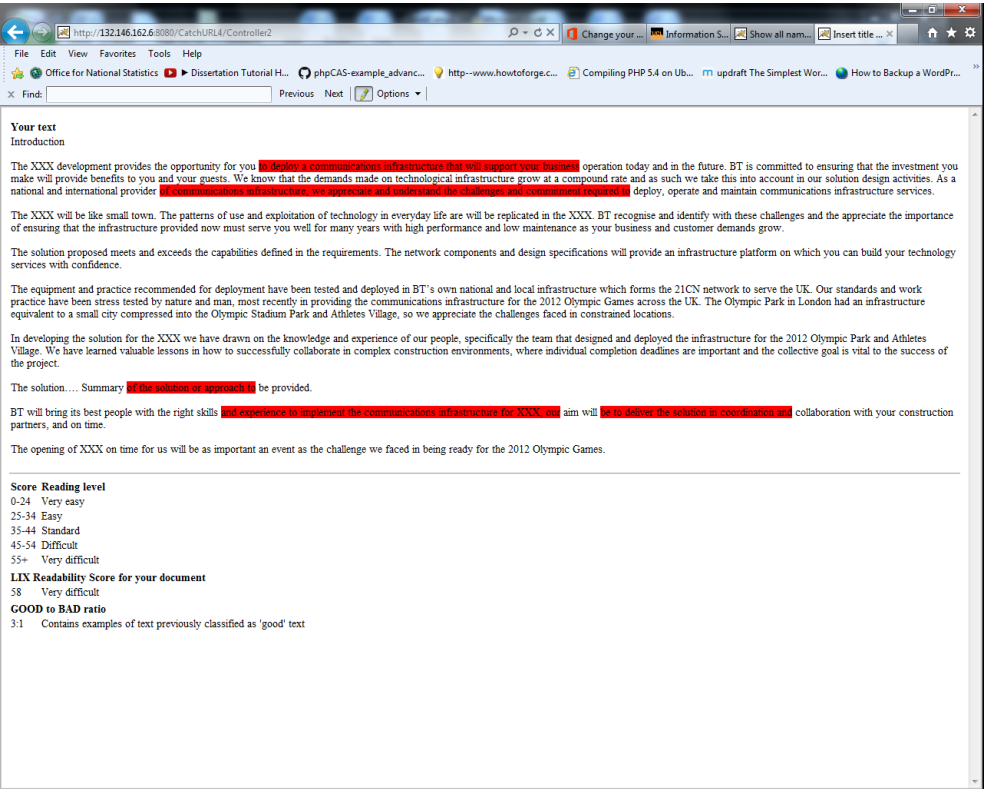 http://132.146.162.6:8080/CatchURL4/Controller2
Change your ...
Information S...
Show all nam...
Insert title ...
File Edit View Favorites Tools Help
Office for National Statistics
► Dissertation Tutorial H...
phpCAS-example_advanc...
http--www.howtoforge.c...
Compiling PHP 5.4 on Ub...
updraft The Simplest Wor...
How to Backup a WordPr...
Find:
Previous Next Options
Your text
Introduction
The XXX development provides the opportunity for you to deploy a communications infrastructure that will support your business operation today and in the future. BT is committed to ensuring that the investment you
make will provide benefits to you and your guests. We know that the demands made on technological infrastructure grow at a compound rate and as such we take this into account in our solution design activities. As a
national and international provider of communications infrastructure, we appreciate and understand the challenges and commitment required to deploy, operate and maintain communications infrastructure services.
The XXX will be like small town. The patterns of use and exploitation of technology in everyday life are will be replicated in the XXX. BT recognise and identify with these challenges and the appreciate the importance
of ensuring that the infrastructure provided now must serve you well for many years with high performance and low maintenance as your business and customer demands grow.
The solution proposed meets and exceeds the capabilities defined in the requirements. The network components and design specifications will provide an infrastructure platform on which you can build your technology
services with confidence.
The equipment and practice recommended for deployment have been tested and deployed in BT's own national and local infrastructure which forms the 21CN network to serve the UK. Our standards and work
practice have been stress tested by nature and man, most recently in providing the communications infrastructure for the 2012 Olympic Games across the UK. The Olympic Park in London had an infrastructure
equivalent to a small city compressed into the Olympic Stadium Park and Athletes Village, so we appreciate the challenges faced in constrained locations.
In developing the solution for the XXX we have drawn on the knowledge and experience of our people, specifically the team that designed and deployed the infrastructure for the 2012 Olympic Park and Athletes
Village. We have learned valuable lessons in how to successfully collaborate in complex construction environments, where individual completion deadlines are important and the collective goal is vital to the success of
the project.
The solution.... Summary of the solution or approach to be provided.
BT will bring its best people with the right skills and experience to implement the communications infrastructure for XXX, our aim will be to deliver the solution in coordination and collaboration with your construction
partners, and on time.
The opening of XXX on time for us will be as important an event as the challenge we faced in being ready for the 2012 Olympic Games.
Score Reading level
0-24 Very easy
25-34 Easy
35-44 Standard
45-54 Difficult
55+ Very difficult
LIX Readability Score for your document
58 Very difficult
GOOD to BAD ratio
3:1 Contains examples of text previously classified as 'good' text